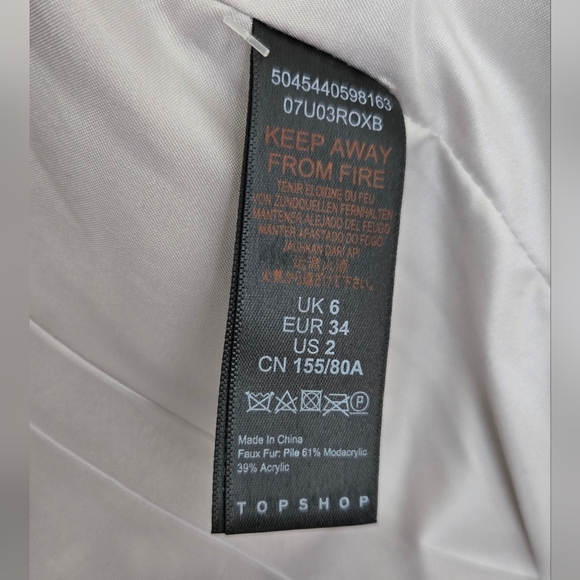 5045440598163
07U03ROXB
KEEP AWAY
FROM FIRE
TENIR ELOIGNE DU FEU
VON ZUNDQUELLEN FERNHALTEN
MANTENER ALEJADO DEL FUEGO
MANTER AFASTADO DO FOGO
JAUHKAN DARI API
UK 6
EUR 34
US 2
CN 155/80A
Made In China
Faux Fur: Pile 61% Modacrylic
39% Acrylic
TOPSHOP